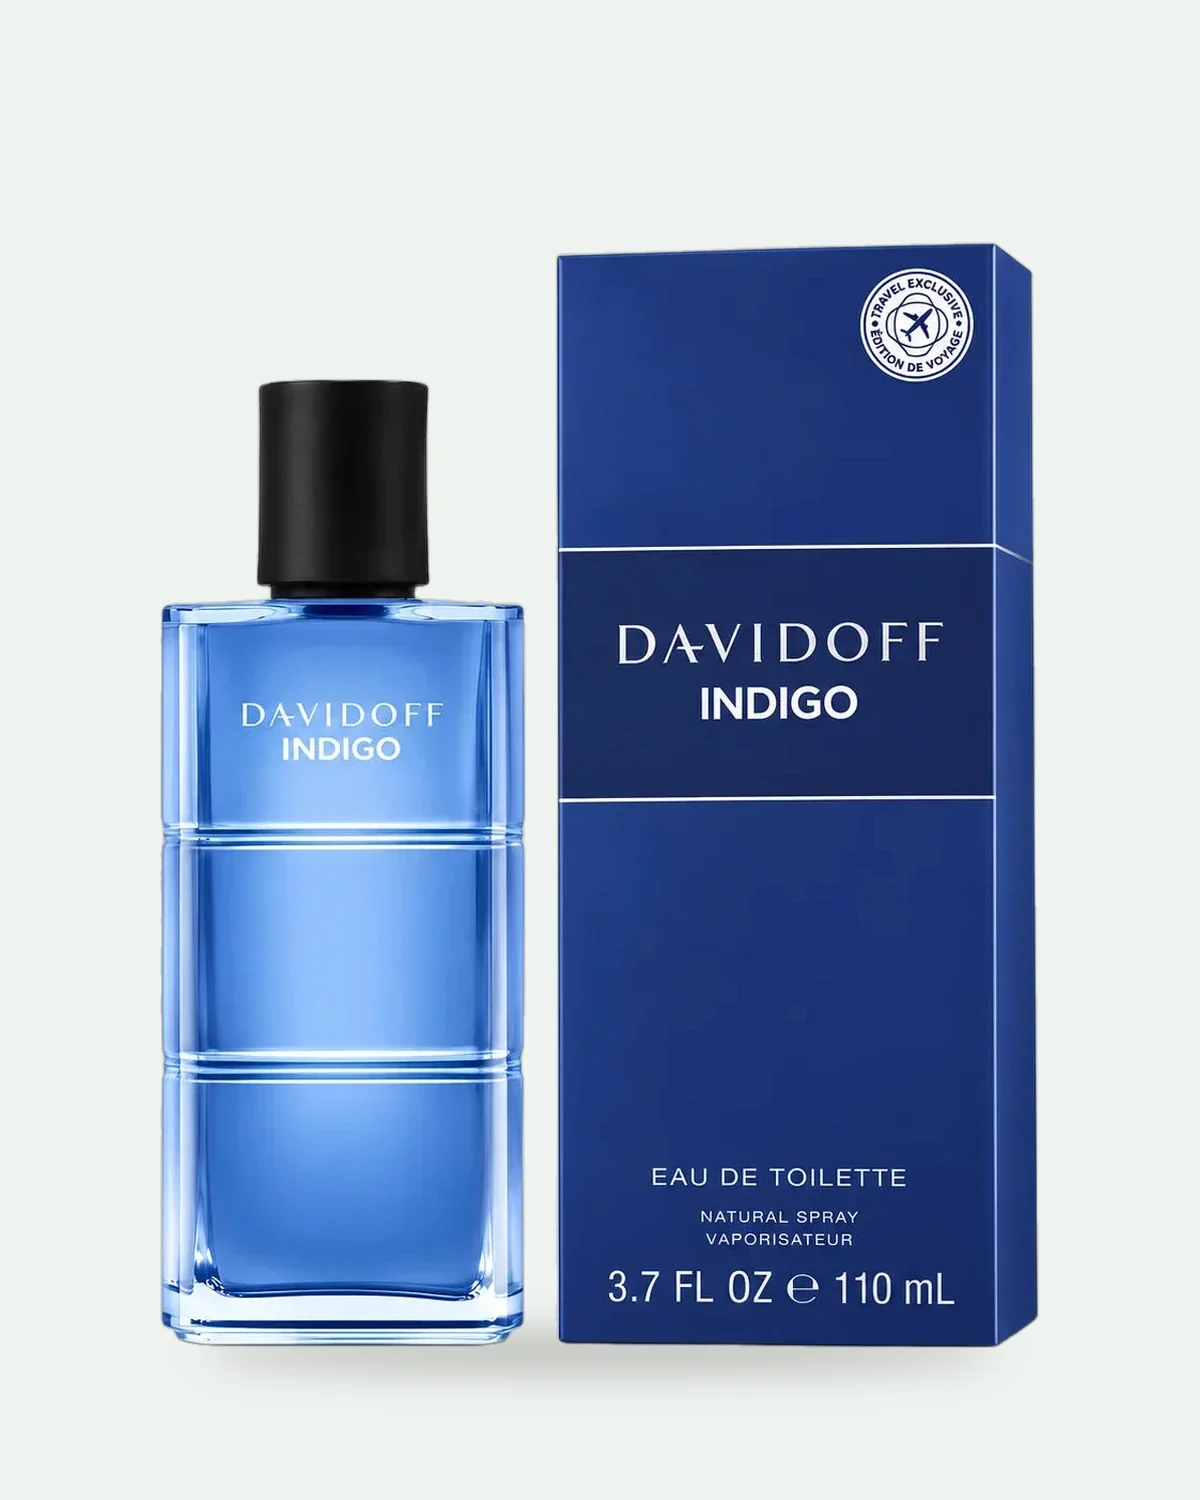 TRAVEL EXCLUSIVE
ÉDITION DE VOYAGE
DAVIDOFF
INDIGO
DAVIDOFF
INDIGO
EAU DE TOILETTE
NATURAL SPRAY
VAPORISATEUR
3.7 FL OZ ℮ 110 mL